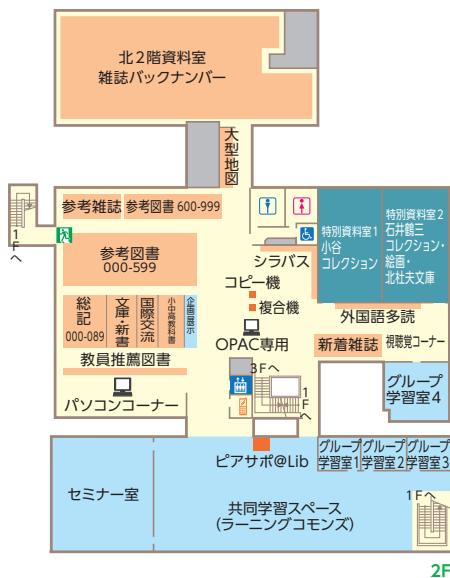 北2階資料室
雑誌バックナンバー
大型地図
参考雑誌
参考図書 600-999
1Fへ
参考図書
000-599
特別資料室1
小谷
コレクション
特別資料室2
石井鶴三
コレクション・
絵画・
北杜夫文庫
シラバス
コピー機
複合機
総記
000-089
文庫・新書
国際交流
小中高教科書
企画展示
外国語多読
OPAC専用
新着雑誌
視聴覚コーナー
教員推薦図書
3Fへ
パソコンコーナー
1Fへ
グループ
学習室4
ピアサポ@Lib
グループ
学習室1
グループ
学習室2
グループ
学習室3
セミナー室
共同学習スペース
(ラーニングコモンズ)
1Fへ
2F